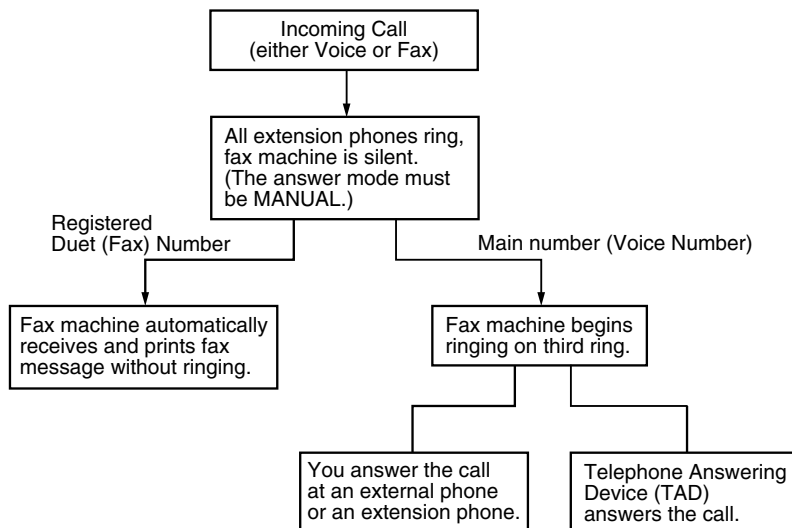 Incoming Call
(either Voice or Fax)
All extension phones ring,
fax machine is silent.
(The answer mode must
be MANUAL.)
Registered
Duet (Fax) Number
Main number (Voice Number)
Fax machine automatically
receives and prints fax
message without ringing.
Fax machine begins
ringing on third ring.
You answer the call
at an external phone
or an extension phone.
Telephone Answering
Device (TAD)
answers the call.